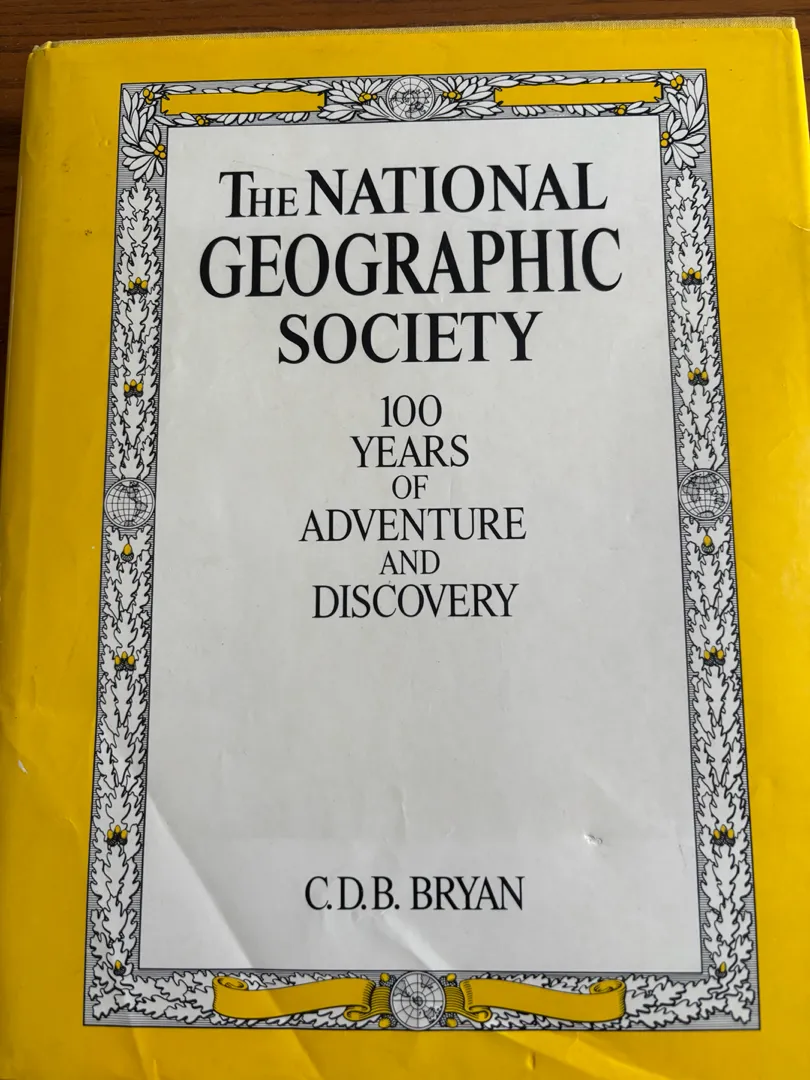 THE NATIONAL
GEOGRAPHIC
SOCIETY
100
YEARS
OF
ADVENTURE
AND
DISCOVERY
C.D.B. BRYAN